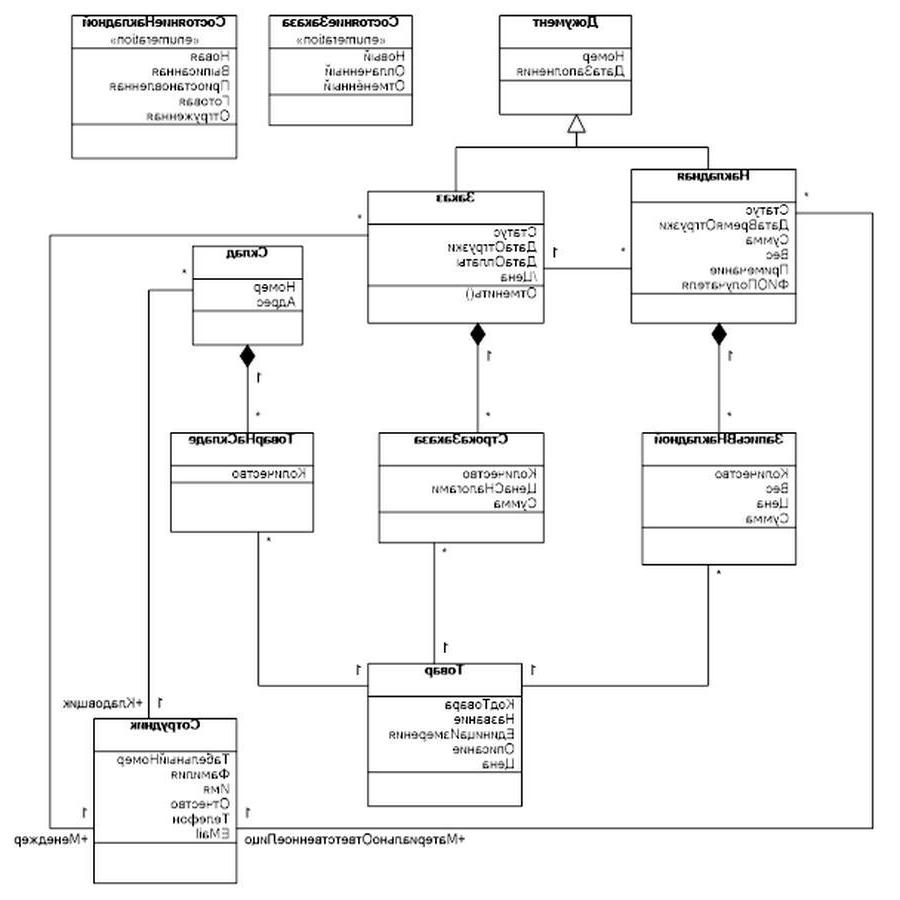 СостояниеНакладной
«enumeration»
Новая
Выписанная
Приостановленная
Готовая
Отгруженная
СостояниеЗаказа
«enumeration»
Новый
Оплаченный
Отменённый
Документ
Номер
ДатаЗаполнения
Накладная
Статус
ДатаВремяОтгрузки
Сумма
Вес
Примечание
ФИОПолучателя
*
Заказ
Статус
ДатаОтгрузки
ДатаОплаты
/Цена
Отменить()
*
1
*
Склад
Номер
Адрес
*
1
*
1
*
1
*
ТоварНаСкладе
Количество
*
СтрокаЗаказа
Количество
ЦенаСНалогами
Сумма
*
ЗаписьВНакладной
Количество
Вес
Цена
Сумма
*
1
1
1
Товар
КодТовара
Название
ЕдиницаИзмерения
Описание
Цена
+Кладовщик
1
Сотрудник
ТабельныйНомер
Фамилия
Имя
Отчество
Телефон
EMail
1
+Менеджер
1
+МатериальноОтветственноеЛицо